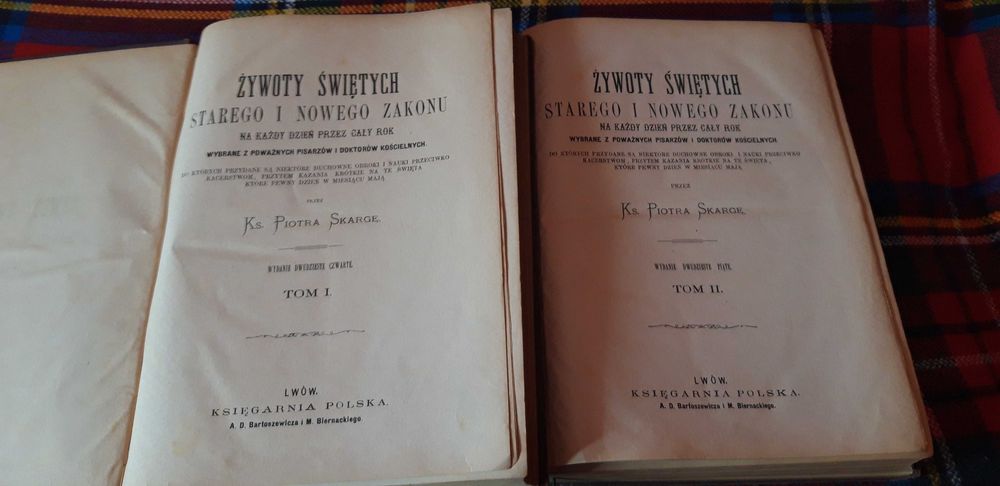 ŻYWOTY ŚWIĘTYCH
STAREGO I NOWEGO ZAKONU
NA KAŻDY DZIEŃ PRZEZ CAŁY ROK
WYBRANE Z POWAŻNYCH PISARZÓW I DOKTORÓW KOŚCIELNYCH
DO KTÓRYCH PRZYDANE SĄ NIEKTÓRE DUCHOWNE OBROKI I NAUKI PRZECIWKO
KACERSTWOM, PRZYTEM KAZANIA KRÓTKIE NA TE ŚWIĘTA
KTÓRE PEWNY DZIEŃ W MIESIĄCU MAJĄ
PRZEZ
KS. PIOTRA SKARGĘ.
WYDANIE DWUDZIESTE CZWARTE.
TOM I.
LWÓW.
KSIĘGARNIA POLSKA.
A. D. Bartoszewicza i M. Biernackiego.
ŻYWOTY ŚWIĘTYCH
STAREGO I NOWEGO ZAKONU
NA KAŻDY DZIEŃ PRZEZ CAŁY ROK
WYBRANE Z POWAŻNYCH PISARZÓW I DOKTORÓW KOŚCIELNYCH
DO KTÓRYCH PRZYDANE SĄ NIEKTÓRE DUCHOWNE OBROKI I NAUKI PRZECIWKO
KACERSTWOM, PRZYTEM KAZANIA KRÓTKIE NA TE ŚWIĘTA,
KTÓRE PEWNY DZIEŃ W MIESIĄCU MAJĄ
PRZEZ
KS. PIOTRA SKARGĘ.
WYDANIE DWUDZIESTE PIĄTE.
TOM II.
LWÓW.
KSIĘGARNIA POLSKA.
A. D. Bartoszewicza i M. Biernackiego.